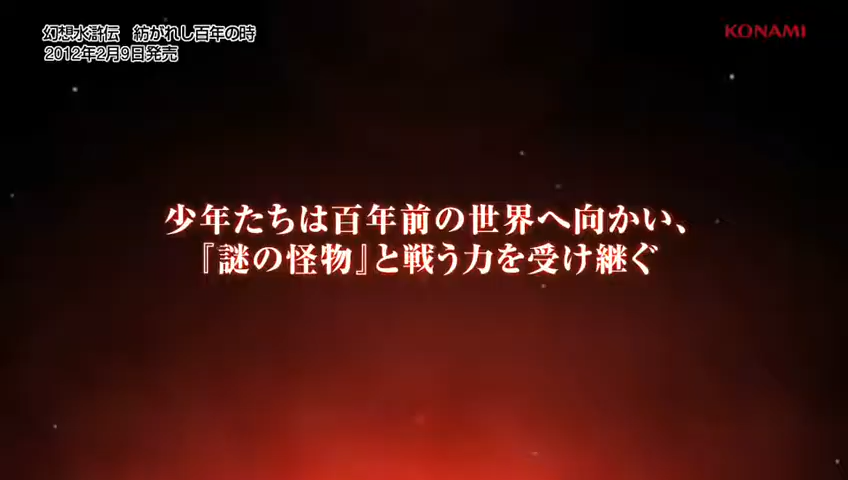 幻想水滸伝　紡がれし百年の時
2012年2月9日発売
KONAMI
少年たちは百年前の世界へ向かい、
『謎の怪物』と戦う力を受け継ぐ